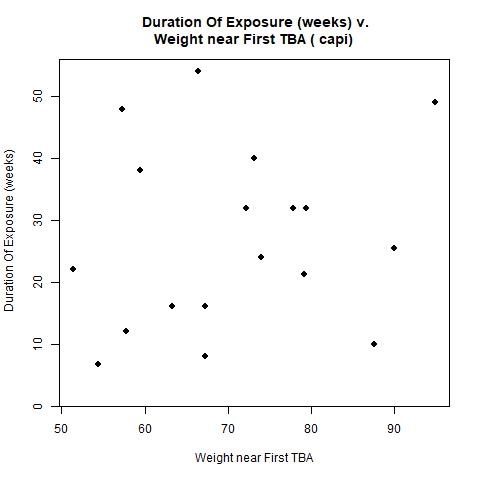 Duration Of Exposure (weeks) v.
Weight near First TBA ( capi)
Duration Of Exposure (weeks)
50
40
30
20
10
0
50 60 70 80 90
Weight near First TBA